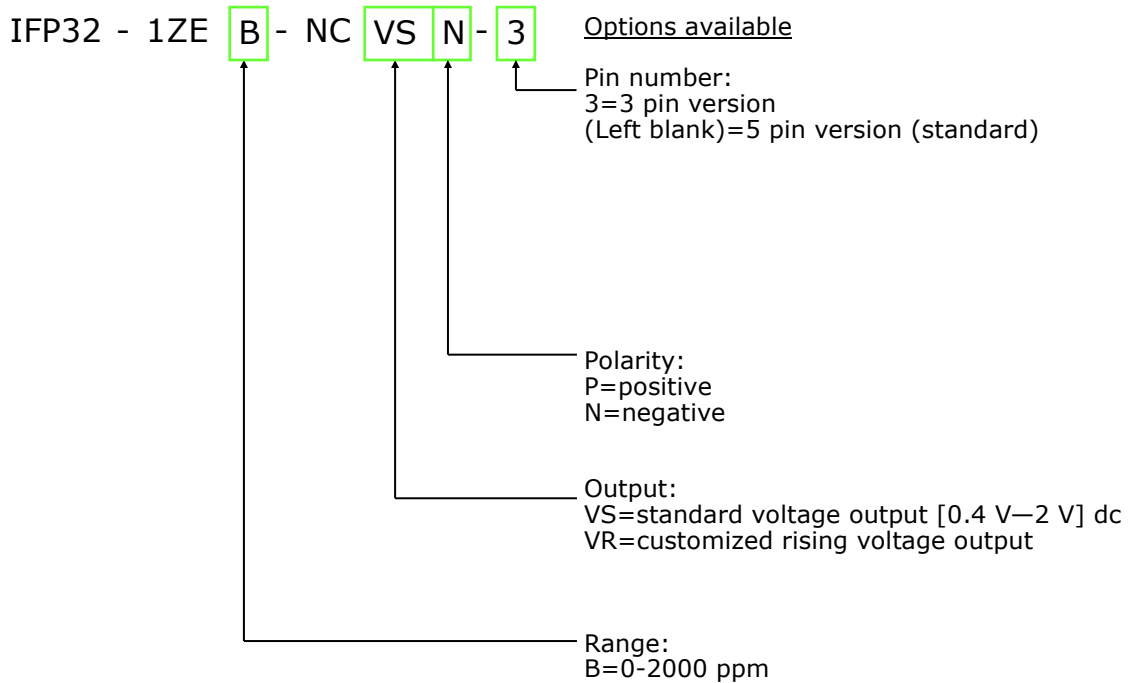 IFP32 - 1ZE B - NC VS N - 3
Options available
Pin number:
3=3 pin version
(Left blank)=5 pin version (standard)
Polarity:
P=positive
N=negative
Output:
VS=standard voltage output [0.4 V—2 V] dc
VR=customized rising voltage output
Range:
B=0-2000 ppm